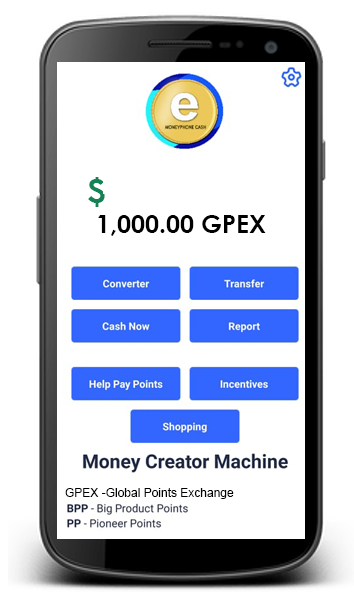 e
MONEYPHONE CASH
$
1,000.00 GPEX
Converter
Transfer
Cash Now
Report
Help Pay Points
Incentives
Shopping
Money Creator Machine
GPEX -Global Points Exchange
BPP - Big Product Points
PP - Pioneer Points